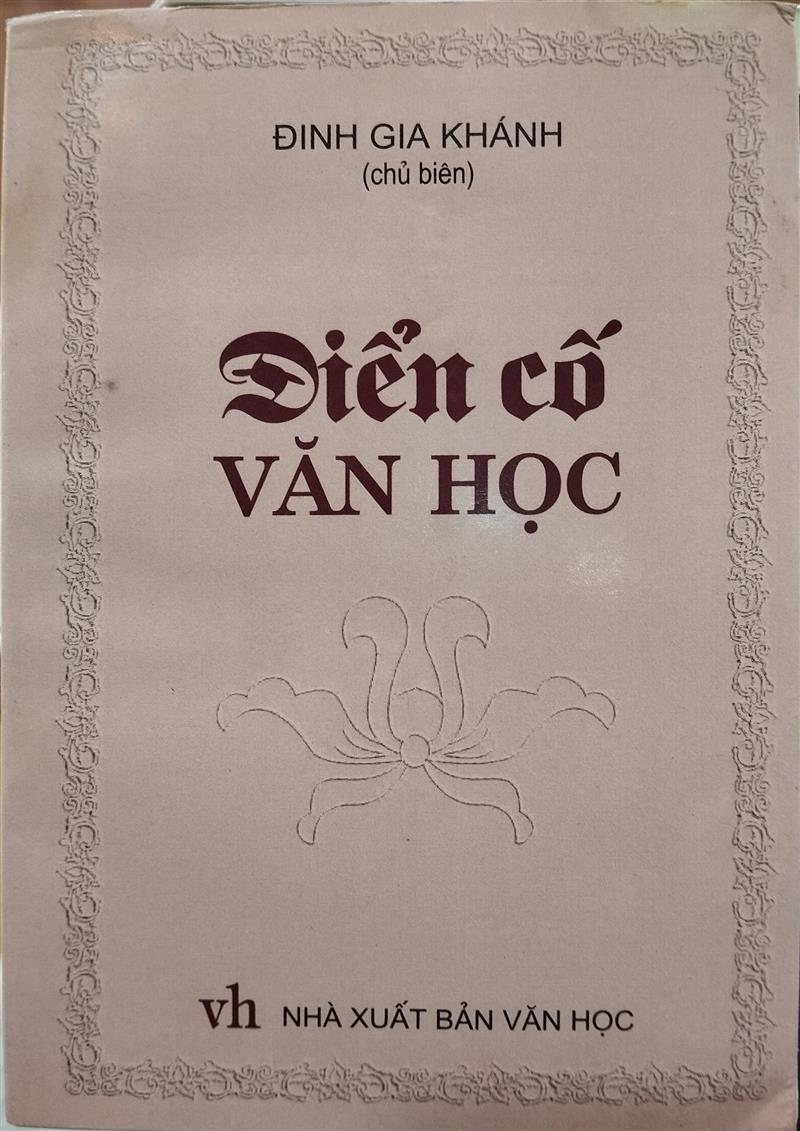 ĐINH GIA KHÁNH
(chủ biên)
Điển cố
VĂN HỌC
vh NHÀ XUẤT BẢN VĂN HỌC